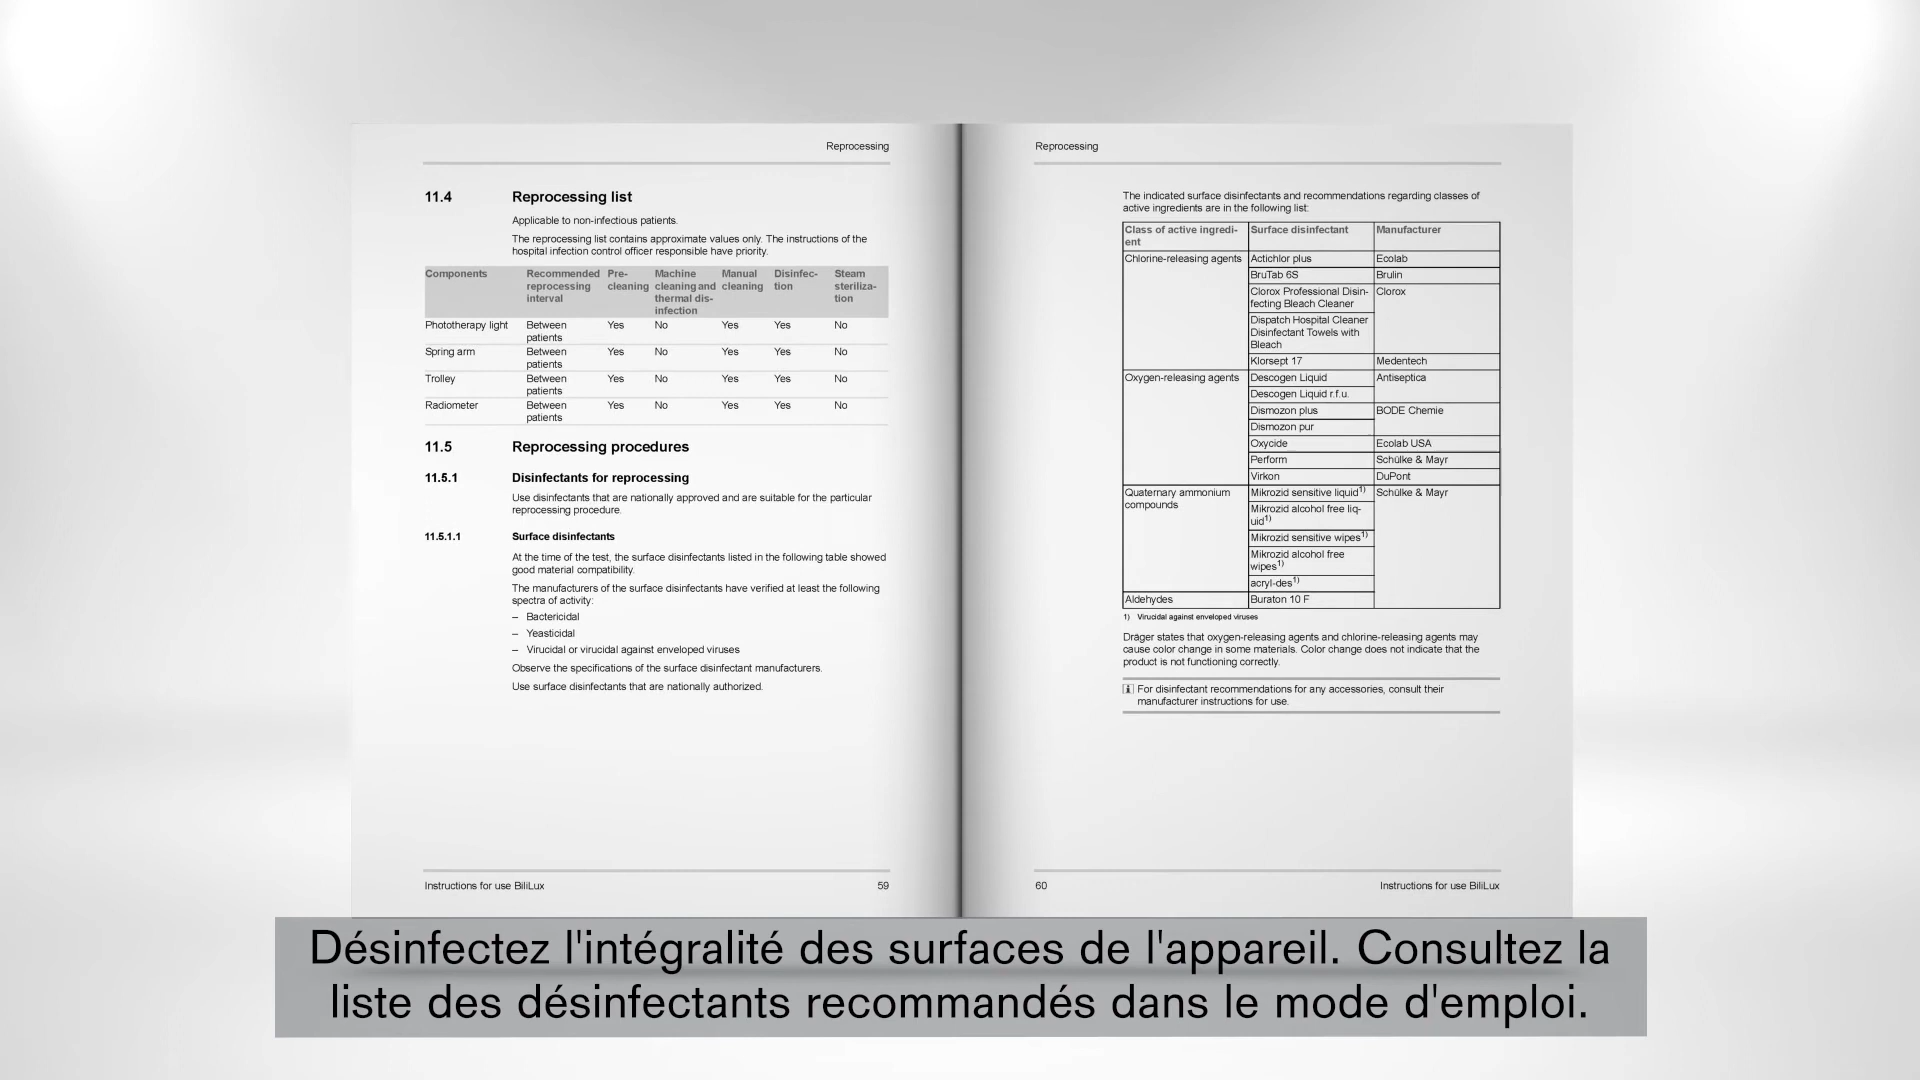 Reprocessing
11.4 Reprocessing list
Applicable to non-infectious patients.
The reprocessing list contains approximate values only. The instructions of the
hospital infection control officer responsible have priority.
Components Recommended Pre- Machine Manual Disinfec- Steam
reprocessing cleaning cleaning and cleaning tion steriliza-
interval thermal dis- tion
infection
Phototherapy light Between Yes No Yes Yes No
patients
Spring arm Between Yes No Yes Yes No
patients
Trolley Between Yes No Yes Yes No
patients
Radiometer Between Yes No Yes Yes No
patients
11.5 Reprocessing procedures
11.5.1 Disinfectants for reprocessing
Use disinfectants that are nationally approved and are suitable for the particular
reprocessing procedure.
11.5.1.1 Surface disinfectants
At the time of the test, the surface disinfectants listed in the following table showed
good material compatibility.
The manufacturers of the surface disinfectants have verified at least the following
spectra of activity:
– Bactericidal
– Yeasticidal
– Virucidal or virucidal against enveloped viruses
Observe the specifications of the surface disinfectant manufacturers.
Use surface disinfectants that are nationally authorized.
Instructions for use BiliLux 59
Reprocessing
The indicated surface disinfectants and recommendations regarding classes of
active ingredients are in the following list:
Class of active ingredi- Surface disinfectant Manufacturer
ent
Chlorine-releasing agents Actichlor plus Ecolab
BruTab 6S Brulin
Clorox Professional Disin- Clorox
fecting Bleach Cleaner
Dispatch Hospital Cleaner
Disinfectant Towels with
Bleach
Klorsept 17 Medentech
Oxygen-releasing agents Descogen Liquid Antiseptica
Descogen Liquid r.f.u.
Dismozon plus BODE Chemie
Dismozon pur
Oxycide Ecolab USA
Perform Schülke & Mayr
Virkon DuPont
Quaternary ammonium Mikrozid sensitive liquid1) Schülke & Mayr
compounds Mikrozid alcohol free liq-
uid1)
Mikrozid sensitive wipes1)
Mikrozid alcohol free
wipes1)
acryl-des1)
Aldehydes Buraton 10 F
1) Virucidal against enveloped viruses
Dräger states that oxygen-releasing agents and chlorine-releasing agents may
cause color change in some materials. Color change does not indicate that the
product is not functioning correctly.
i For disinfectant recommendations for any accessories, consult their
manufacturer instructions for use.
60 Instructions for use BiliLux
Désinfectez l'intégralité des surfaces de l'appareil. Consultez la
liste des désinfectants recommandés dans le mode d'emploi.